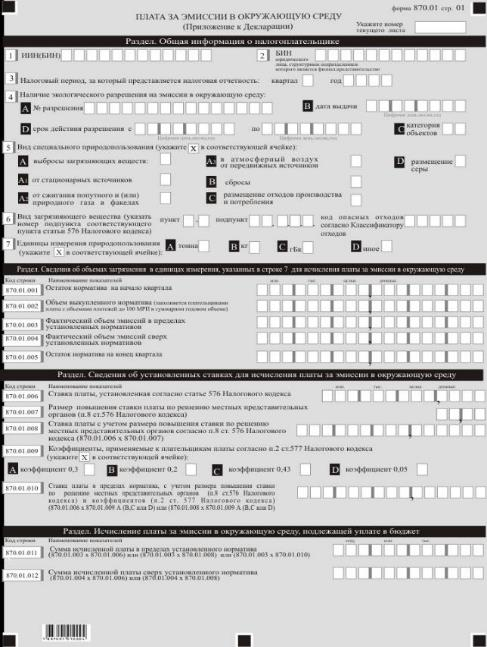 форма 870.01 стр. 01
ПЛАТА ЗА ЭМИССИИ В ОКРУЖАЮЩУЮ СРЕДУ
(Приложение к Декларации)
Укажите номер
текущего листа
Раздел. Общая информация о налогоплательщике
1 ИИН(БИН)
2 БИН
3 Налоговый период, за который представляется налоговая отчетность: квартал год
4 Наличие экологического разрешения на эмиссии в окружающую среду:
A № разрешения
B дата выдачи
D срок действия разрешения с по
C категория
объектов
5 Вид специального природопользования (укажите X в соответствующей ячейке):
A выбросы загрязняющих веществ:
A2 в атмосферный воздух
от передвижных источников
D размещение
серы
A1 от стационарных источников
B сбросы
от сжигания попутного и (или)
природного газа в факелах
C размещение отходов производства
и потребления
6 Вид загрязняющего вещества (указать
номер подпункта соответствующего
пункта статьи 576 Налогового кодекса)
пункт подпункт
код опасных отходов
согласно Классификатору
отходов
7 Единицы измерения природопользования
(укажите X в соответствующей ячейке):
A тонна B кг C гБк D иное
Раздел. Сведения об объемах загрязнения в единицах измерения, указанных в строке 7 для исчисления платы за эмиссии в окружающую среду
Код строки Наименование показателей
870.01.001 Остаток норматива на начало квартала
870.01.002 Объем выкупленного норматива (заполняется плательщиками
платы с объемами платежей до 100 МРП в суммарном годовом объеме)
870.01.003 Фактический объем эмиссий в пределах
установленных нормативов
870.01.004 Фактический объем эмиссий сверх
установленных нормативов
870.01.005 Остаток норматива на конец квартала
Раздел. Сведения об установленных ставках для исчисления платы за эмиссии в окружающую среду
Код строки Наименование показателей
870.01.006 Ставка платы, установленная согласно статье 576 Налогового кодекса
870.01.007 Размер повышения ставки платы по решению местных представительных
органов (п.8 ст.576 Налогового кодекса)
870.01.008 Ставка платы с учетом размера повышения ставки по решению
местных представительных органов согласно п.8 ст. 576 Налогового
кодекса (870.01.006 x 870.01.007)
870.01.009 Коэффициенты, применяемые к плательщикам платы согласно п.2 ст.577 Налогового кодекса
(укажите X в соответствующей ячейке):
A коэффициент 0,3 B коэффициент 0,2 C коэффициент 0,43 D коэффициент 0,05
870.01.010 Ставка платы в пределах норматива, с учетом размера повышения ставки
по решению местных представительных органов (п.8 ст.576 Налогового
кодекса) и коэффициентов (п.2 ст. 577 Налогового кодекса)
(870.01.006 x 870.01.009 A (B,C или D) или (870.01.008 x 870.01.009 A (B,C или D)
Раздел. Исчисление платы за эмиссии в окружающую среду, подлежащей уплате в бюджет
Код строки Наименование показателей
870.01.011 Сумма исчисленной платы в пределах установленного норматива
(870.01.003 x 870.01.006) или (870.01.003 x 870.01.008) или (870.01.003 x 870.01.010)
870.01.012 Сумма исчисленной платы сверх установленного норматива
(870.01.004 x 870.01.006) или (870.01.004 x 870.01.008)